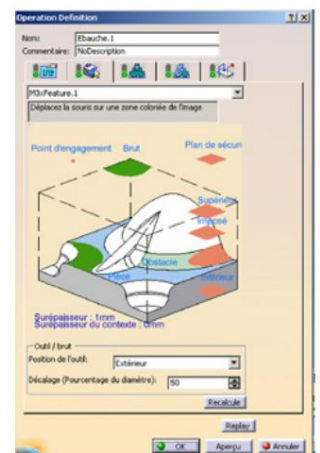 Operation Definition
Nom: Ebauche.1
Commentaire: NoDescription
M3xFeature.1
Déplacez la souris sur une zone coloriée de l'image
Point d'engagement Brut Plan de sécuri
Supérieur
Imposé
Obstacle
Pièce
Inférieur
Surépaisseur : 1mm
Surépaisseur du contexte : 0mm
Outil / brut
Position de l'outil: Extérieur
Décalage (Pourcentage du diamètre): 50
Recalcule
Replay
OK Aperçu Annuler